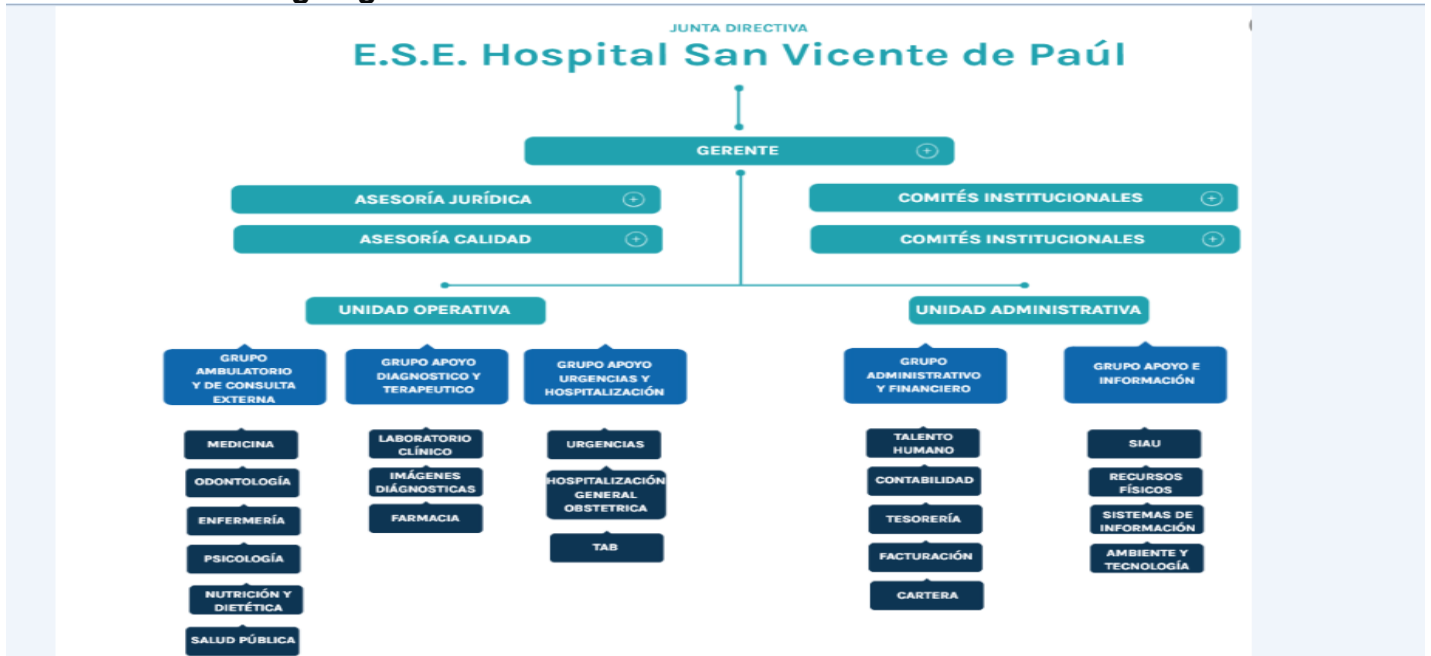 JUNTA DIRECTIVA
E.S.E. Hospital San Vicente de Paúl
GERENTE
ASESORÍA JURÍDICA
COMITÉS INSTITUCIONALES
ASESORÍA CALIDAD
COMITÉS INSTITUCIONALES
UNIDAD OPERATIVA
UNIDAD ADMINISTRATIVA
GRUPO
AMBULATORIO
Y DE CONSULTA
EXTERNA
MEDICINA
ODONTOLOGÍA
ENFERMERÍA
PSICOLOGÍA
NUTRICIÓN Y
DIETÉTICA
SALUD PÚBLICA
GRUPO APOYO
DIAGNOSTICO Y
TERAPEUTICO
LABORATORIO
CLÍNICO
IMÁGENES
DIÁGNOSTICAS
FARMACIA
GRUPO APOYO
URGENCIAS Y
HOSPITALIZACIÓN
URGENCIAS
HOSPITALIZACIÓN
GENERAL
OBSTETRICA
TAB
GRUPO
ADMINISTRATIVO
Y FINANCIERO
TALENTO
HUMANO
CONTABILIDAD
TESORERÍA
FACTURACIÓN
CARTERA
GRUPO APOYO E
INFORMACIÓN
SIAU
RECURSOS
FÍSICOS
SISTEMAS DE
INFORMACIÓN
AMBIENTE Y
TECNOLOGÍA